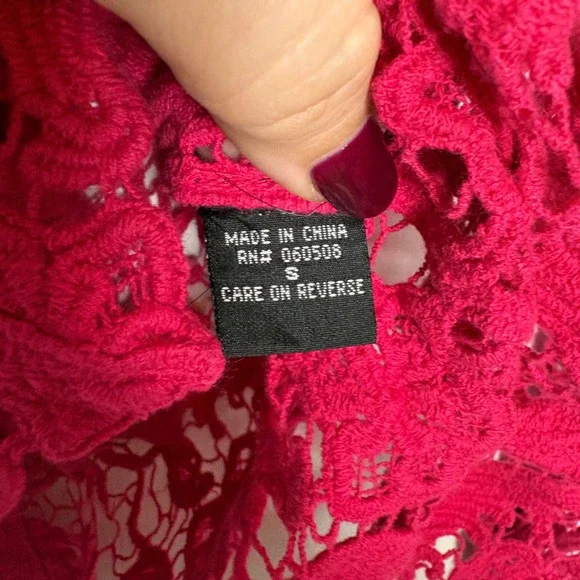 MADE IN CHINA
RN# 060508
S
CARE ON REVERSE